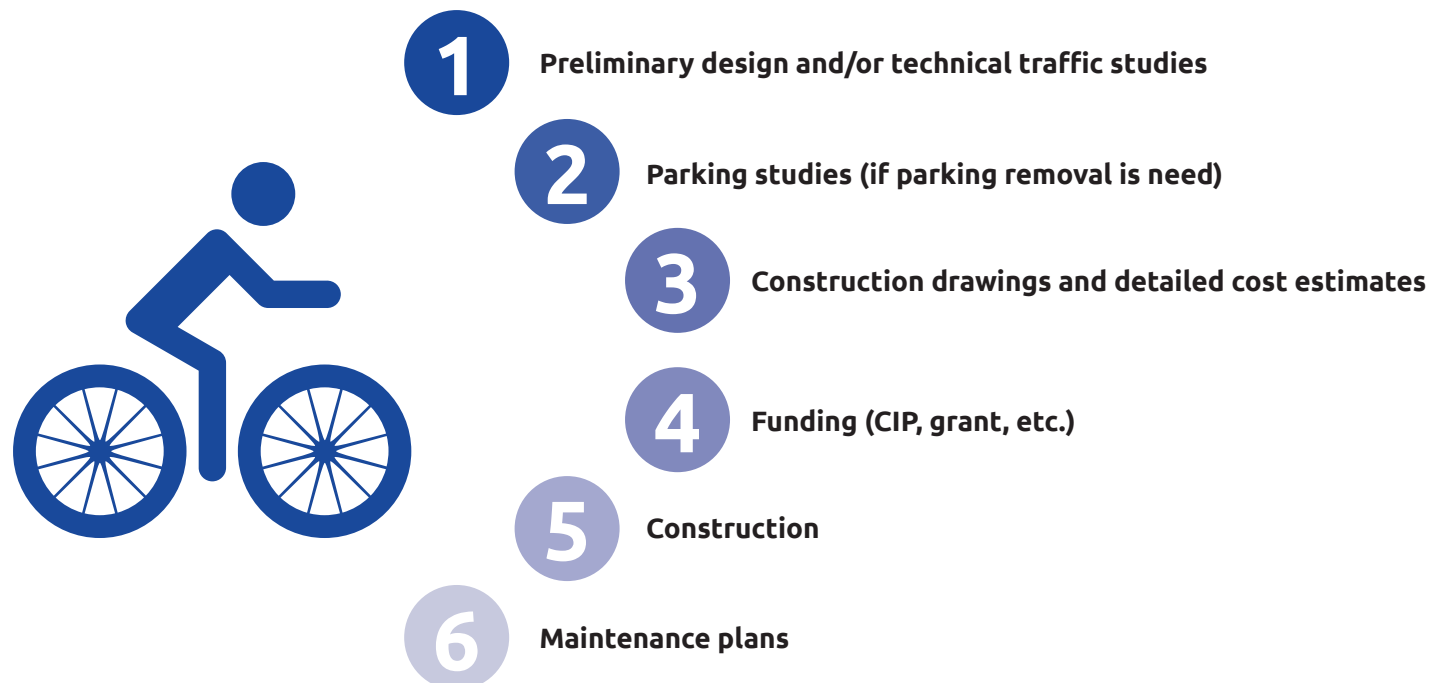 1 Preliminary design and/or technical traffic studies
2 Parking studies (if parking removal is need)
3 Construction drawings and detailed cost estimates
4 Funding (CIP, grant, etc.)
5 Construction
6 Maintenance plans